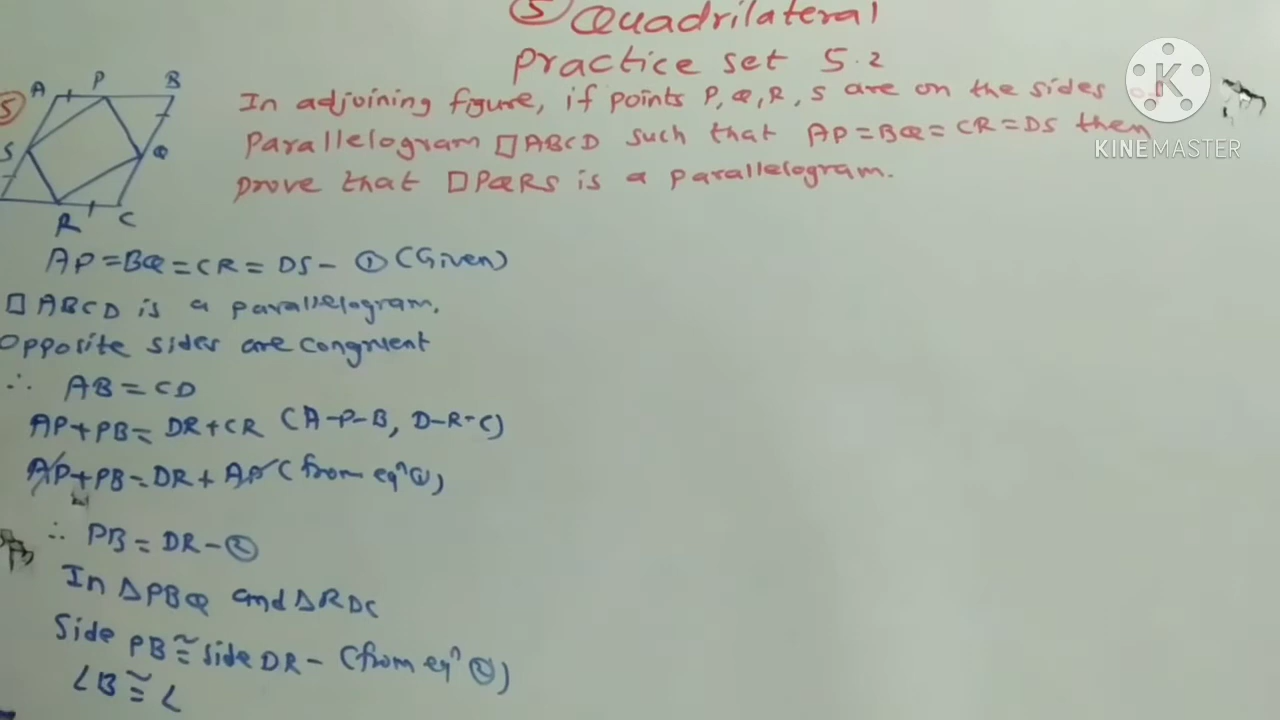 ⑤ Quadrilateral
Practice set 5.2
5
A P B
S Q
R C
In adjoining figure, if points P, Q, R, S are on the sides
parallelogram □ABCD such that AP=BQ=CR=DS then
prove that □PQRS is a parallelogram.
K
KINEMASTER
AP=BQ=CR=DS- ① (Given)
□ABCD is a parallelogram.
Opposite sides are congruent
∴ AB=CD
AP+PB=DR+CR (A-P-B, D-R-C)
AP+PB=DR+AP (from eqⁿ①)
∴ PB=DR-②
In △PBQ and △RDC
Side PB≅side DR- (from eqⁿ②)
∠B≅∠